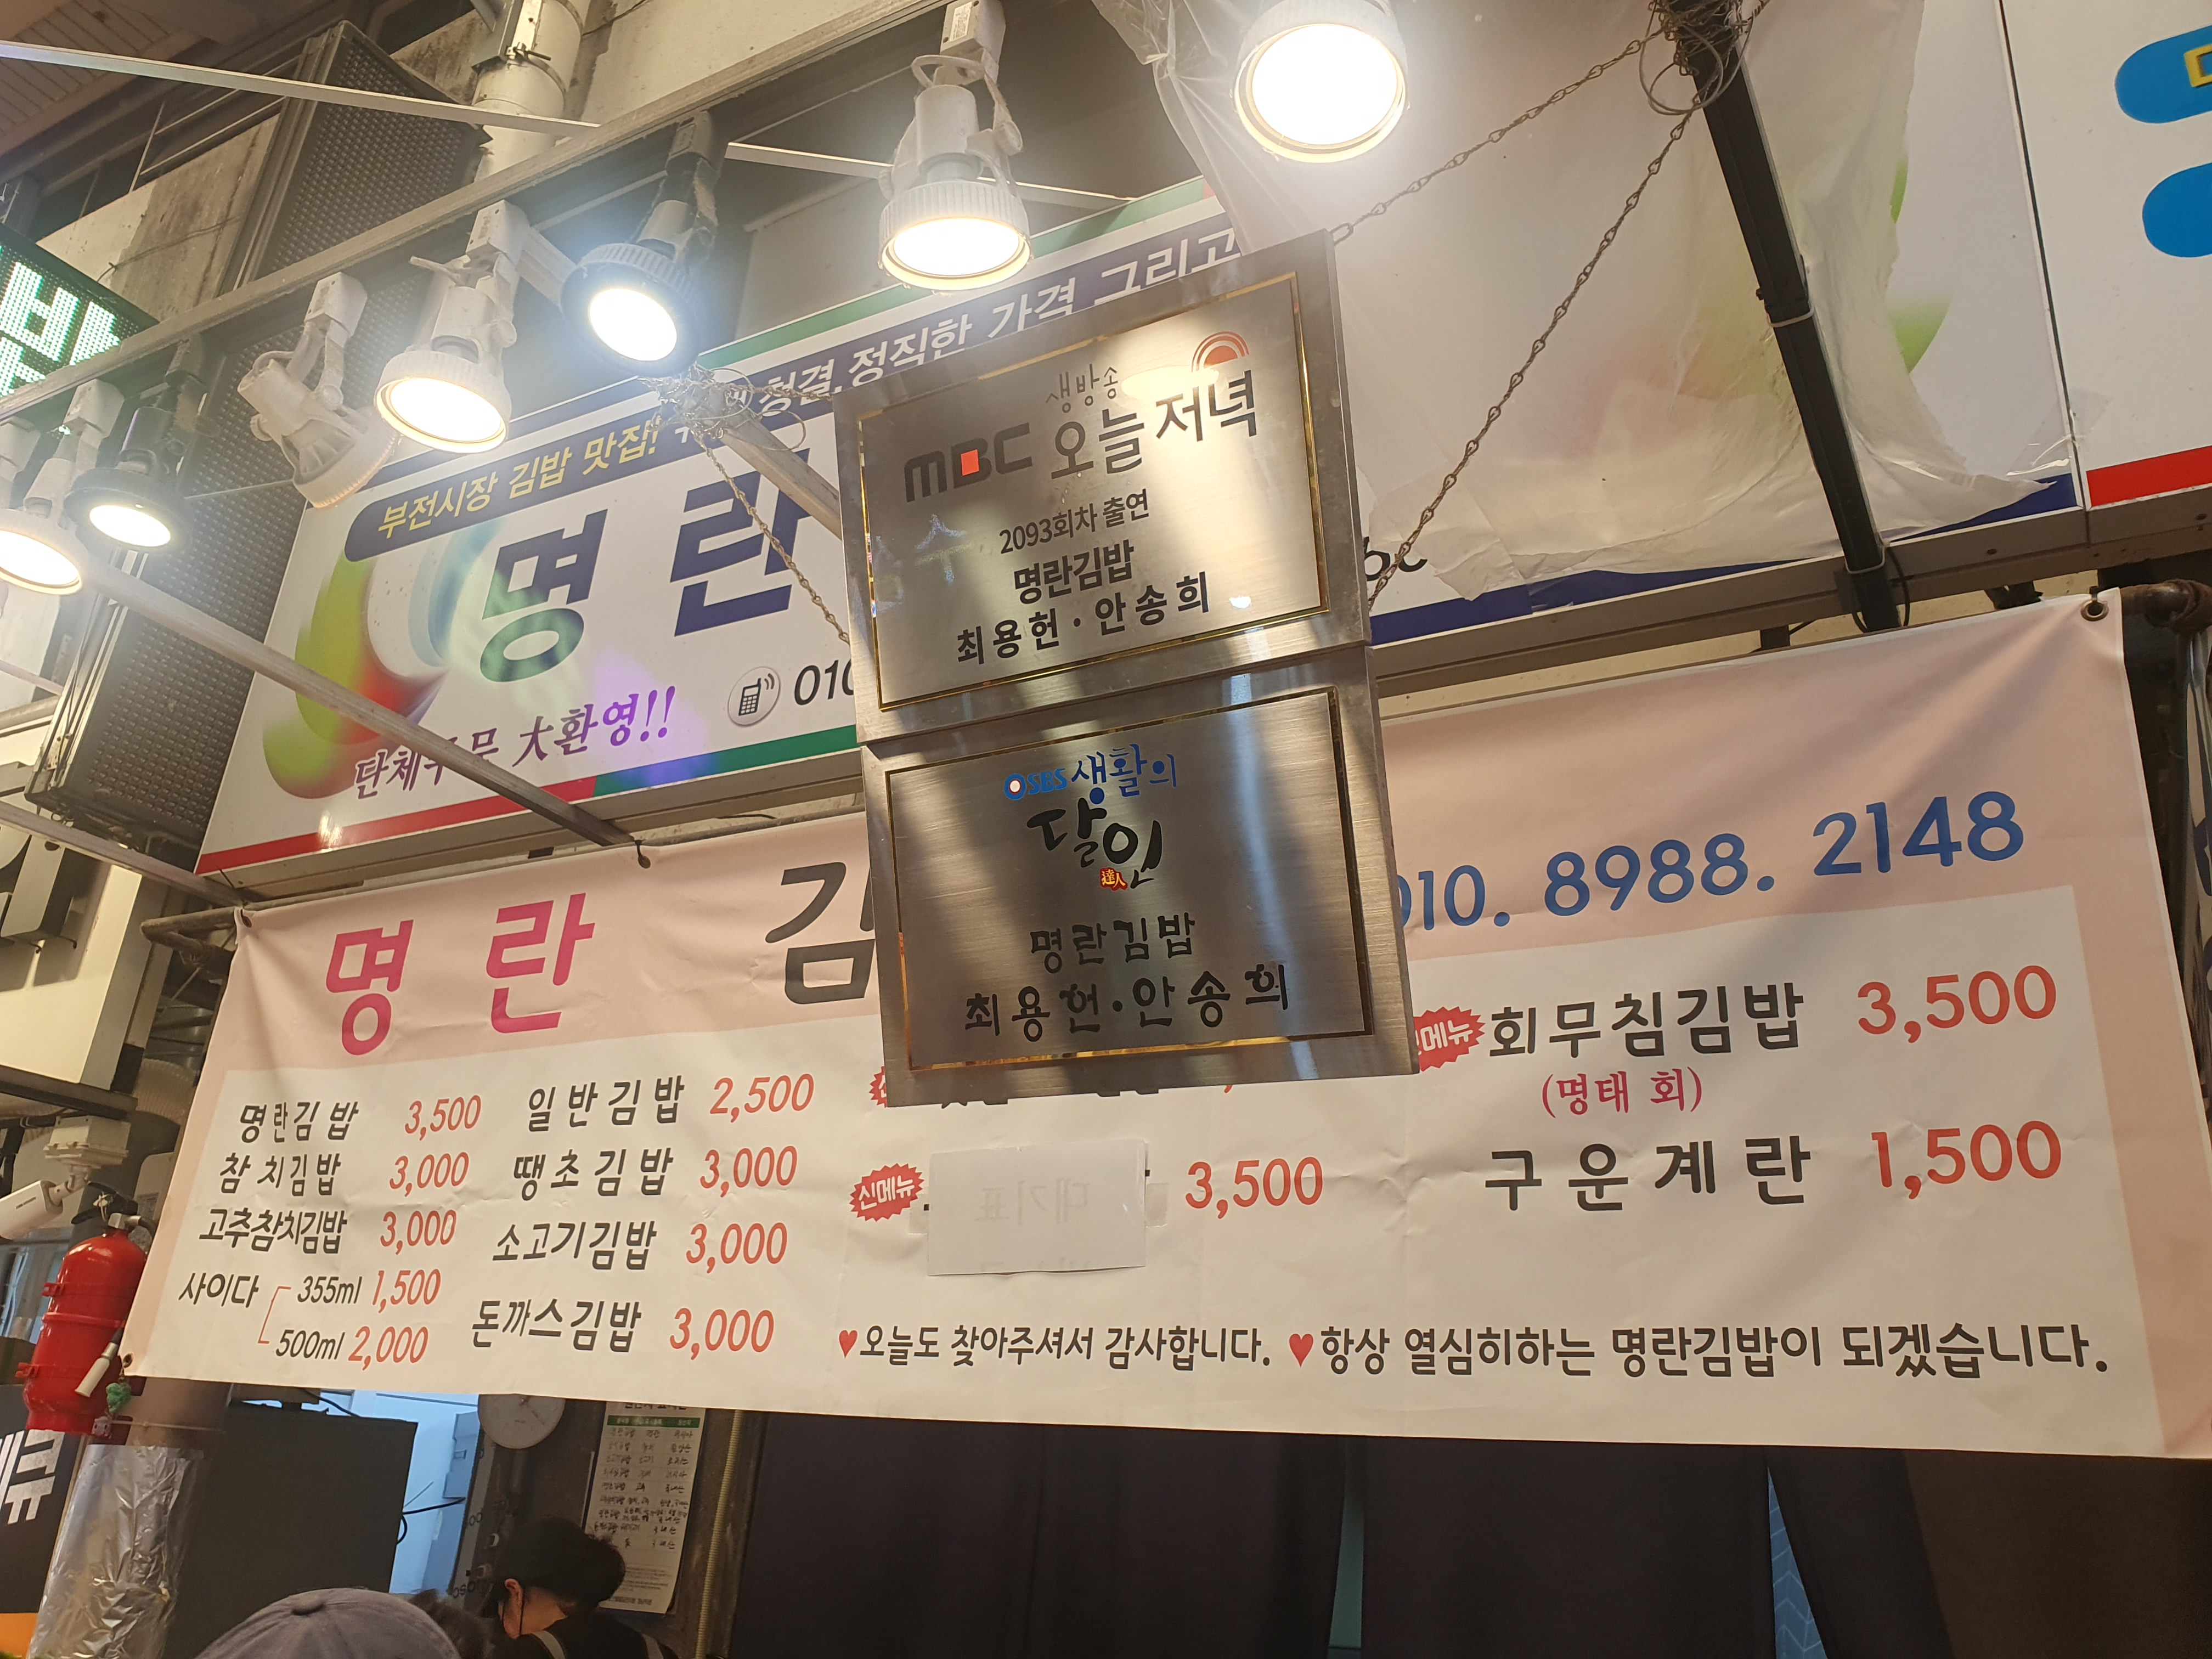 부전시장 김밥 맛집!
청결, 정직한 가격 그리고
명 란
단체주문 大환영!!
010
생방송
MBC 오늘저녁
2093회차 출연
명란김밥
최용헌·안송희
SBS 생활의
달인
達人
명란김밥
최용헌·안송희
명 란 김
010. 8988. 2148
명란김밥 3,500
참치김밥 3,000
고추참치김밥 3,000
사이다 355ml 1,500
500ml 2,000
일반김밥 2,500
땡초김밥 3,000
소고기김밥 3,000
돈까스김밥 3,000
신메뉴 3,500
대기표
메뉴 회무침김밥 3,500
(명태 회)
구운계란 1,500
♥오늘도 찾아주셔서 감사합니다. ♥항상 열심히하는 명란김밥이 되겠습니다.